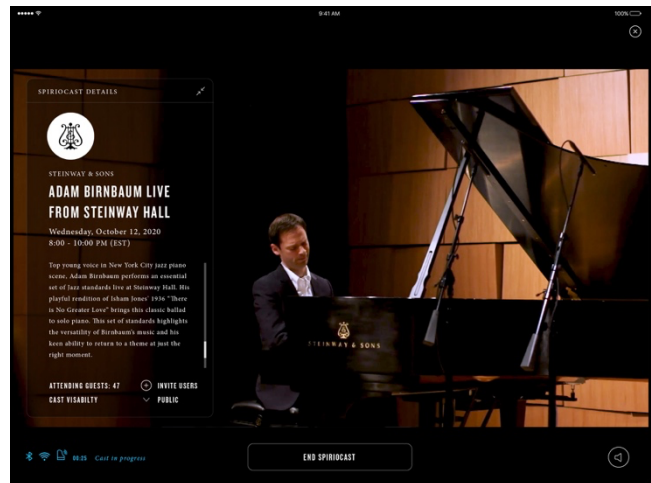 9:41 AM
100%
SPIRIOCAST DETAILS
STEINWAY & SONS
ADAM BIRNBAUM LIVE
FROM STEINWAY HALL
Wednesday, October 12, 2020
8:00 - 10:00 PM (EST)
Top young voice in New York City jazz piano
scene, Adam Birnbaum performs an essential
set of Jazz standards live at Steinway Hall. His
playful rendition of Isham Jones' 1936 "There
is No Greater Love" brings this classic ballad
to solo piano. This set of standards highlights
the versatility of Birnbaum's music and his
keen ability to return to a theme at just the
right moment.
ATTENDING GUESTS: 47
INVITE USERS
CAST VISABILTY
PUBLIC
STEINWAY & SONS
06:25 Cast in progress
END SPIRIOCAST